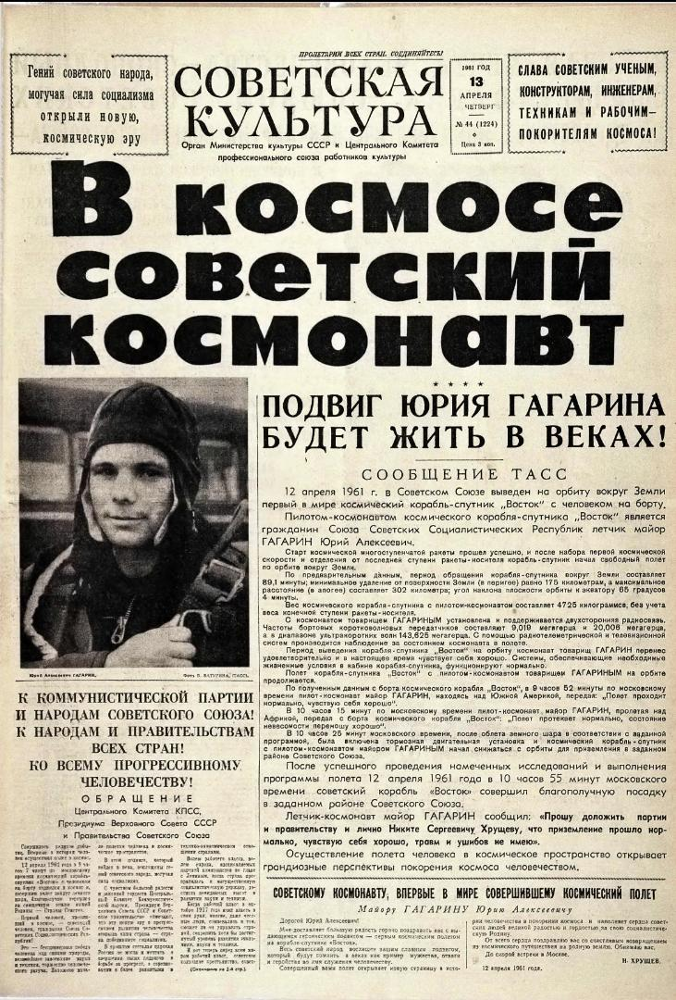 ПРОЛЕТАРИИ ВСЕХ СТРАН, СОЕДИНЯЙТЕСЬ!
Гений советского народа,
могучая сила социализма
открыли новую,
космическую эру
СОВЕТСКАЯ
КУЛЬТУРА
Орган Министерства культуры СССР и Центрального Комитета
профессионального союза работников культуры
1961 ГОД
13
АПРЕЛЯ
ЧЕТВЕРГ
№ 44 (1224)
Цена 3 коп.
СЛАВА СОВЕТСКИМ УЧЕНЫМ,
КОНСТРУКТОРАМ, ИНЖЕНЕРАМ,
ТЕХНИКАМ И РАБОЧИМ—
ПОКОРИТЕЛЯМ КОСМОСА!
В космосе
советский
космонавт
Юрий Алексеевич ГАГАРИН.
Фото (ТАСС).
К КОММУНИСТИЧЕСКОЙ ПАРТИИ
И НАРОДАМ СОВЕТСКОГО СОЮЗА!
К НАРОДАМ И ПРАВИТЕЛЬСТВАМ
ВСЕХ СТРАН!
КО ВСЕМУ ПРОГРЕССИВНОМУ
ЧЕЛОВЕЧЕСТВУ!
ОБРАЩЕНИЕ
Центрального Комитета КПСС,
Президиума Верховного Совета СССР
и Правительства Советского Союза
★ ★ ★ ★
ПОДВИГ ЮРИЯ ГАГАРИНА
БУДЕТ ЖИТЬ В ВЕКАХ!
СООБЩЕНИЕ ТАСС
12 апреля 1961 г. в Советском Союзе выведен на орбиту вокруг Земли
первый в мире космический корабль-спутник „Восток“ с человеком на борту.
Пилотом-космонавтом космического корабля-спутника „Восток“ является
гражданин Союза Советских Социалистических Республик летчик майор
ГАГАРИН Юрий Алексеевич.
Старт космической многоступенчатой ракеты прошел успешно, и после набора первой космической
скорости и отделения от последней ступени ракеты-носителя корабль-спутник начал свободный полет
по орбите вокруг Земли.
По предварительным данным, период обращения корабля-спутника вокруг Земли составляет
89,1 минуты; минимальное удаление от поверхности Земли (в перигее) равно 175 километрам, а максимальное
расстояние (в апогее) составляет 302 километра; угол наклона плоскости орбиты к экватору 65 градусов
4 минуты.
Вес космического корабля-спутника с пилотом-космонавтом составляет 4725 килограммов, без учета
веса конечной ступени ракеты-носителя.
С космонавтом товарищем ГАГАРИНЫМ установлена и поддерживается двухсторонняя радиосвязь.
Частоты бортовых коротковолновых передатчиков составляют 9,019 мегагерца и 20,006 мегагерца,
а в диапазоне ультракоротких волн 143,625 мегагерца. С помощью радиотелеметрической и телевизионной
систем производится наблюдение за состоянием космонавта в полете.
Период выведения корабля-спутника „Восток“ на орбиту космонавт товарищ ГАГАРИН перенес
удовлетворительно и в настоящее время чувствует себя хорошо. Системы, обеспечивающие необходимые
жизненные условия в кабине корабля-спутника, функционируют нормально.
Полет корабля-спутника „Восток“ с пилотом-космонавтом товарищем ГАГАРИНЫМ на орбите
продолжается.
По полученным данным с борта космического корабля „Восток“, в 9 часов 52 минуты по московскому
времени пилот-космонавт майор ГАГАРИН, находясь над Южной Америкой, передал: „Полет проходит
нормально, чувствую себя хорошо“.
В 10 часов 15 минут по московскому времени пилот-космонавт майор ГАГАРИН, пролетая над
Африкой, передал с борта космического корабля „Восток“: „Полет протекает нормально, состояние
невесомости переношу хорошо“.
В 10 часов 25 минут московского времени, после облета земного шара в соответствии с заданной
программой, была включена тормозная двигательная установка и космический корабль-спутник
с пилотом-космонавтом майором ГАГАРИНЫМ начал снижаться с орбиты для приземления в заданном
районе Советского Союза.
После успешного проведения намеченных исследований и выполнения
программы полета 12 апреля 1961 года в 10 часов 55 минут московского
времени советский корабль «Восток» совершил благополучную посадку
в заданном районе Советского Союза.
Летчик-космонавт майор ГАГАРИН сообщил: «Прошу доложить партии
и правительству и лично Никите Сергеевичу Хрущеву, что приземление прошло нор-
мально, чувствую себя хорошо, травм и ушибов не имею».
Осуществление полета человека в космическое пространство открывает
грандиозные перспективы покорения космоса человечеством.
СОВЕТСКОМУ КОСМОНАВТУ, ВПЕРВЫЕ В МИРЕ СОВЕРШИВШЕМУ КОСМИЧЕСКИЙ ПОЛЕТ
Майору ГАГАРИНУ Юрию Алексеевичу
Дорогой Юрий Алексеевич!
Мне доставляет большую радость горячо поздравить вас с вы-
дающимся героическим подвигом — первым космическим полетом
на корабле-спутнике «Восток».
Весь советский народ восхищен вашим славным подвигом,
который будут помнить в веках как пример мужества, отваги
и геройства во имя служения человечеству.
Совершенный вами полет открывает новую страницу в исто-
рии человечества в покорении космоса и наполняет сердца совет-
ских людей великой радостью и гордостью за свою социалистиче-
скую Родину.
От всего сердца поздравляю вас со счастливым возвращением
из космического путешествия на родную землю. Обнимаю вас.
До скорой встречи в Москве.
Н. ХРУЩЕВ.
12 апреля 1961 года.